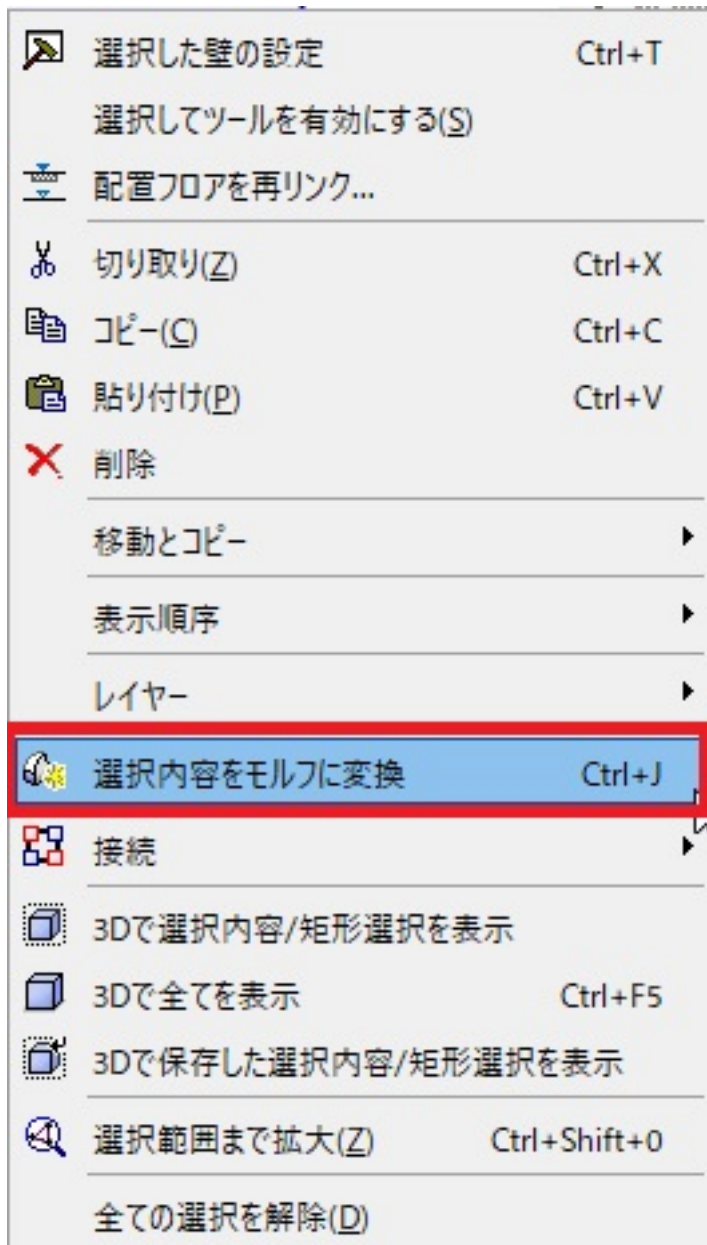 選択した壁の設定 Ctrl+T
選択してツールを有効にする(S)
配置フロアを再リンク...
切り取り(Z) Ctrl+X
コピー(C) Ctrl+C
貼り付け(P) Ctrl+V
削除
移動とコピー
表示順序
レイヤー
選択内容をモルフに変換 Ctrl+J
接続
3Dで選択内容/矩形選択を表示
3Dで全てを表示 Ctrl+F5
3Dで保存した選択内容/矩形選択を表示
選択範囲まで拡大(Z) Ctrl+Shift+0
全ての選択を解除(D)